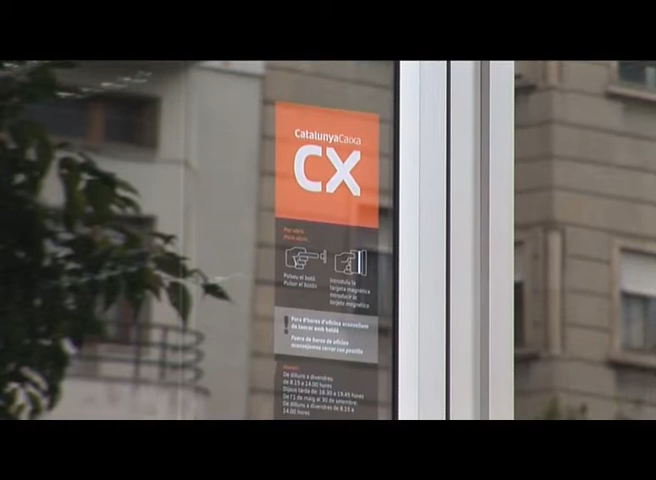 CatalunyaCaixa
CX
Per obrir
Polseu el botó
Pulsar el botón
Introduïu la
targeta magnètica
Introducir la
tarjeta magnética
Fora d'hores d'oficina aconsellem
de tancar amb baldó
Fuera de horas de oficina
aconsejamos cerrar con pestillo
Horari:
De dilluns a divendres:
de 8.15 a 14.00 hores
Dijous tarda de: 16.30 a 18.45 hores
De l'1 de maig al 30 de setembre:
De dilluns a divendres de 8.15 a
14.00 hores